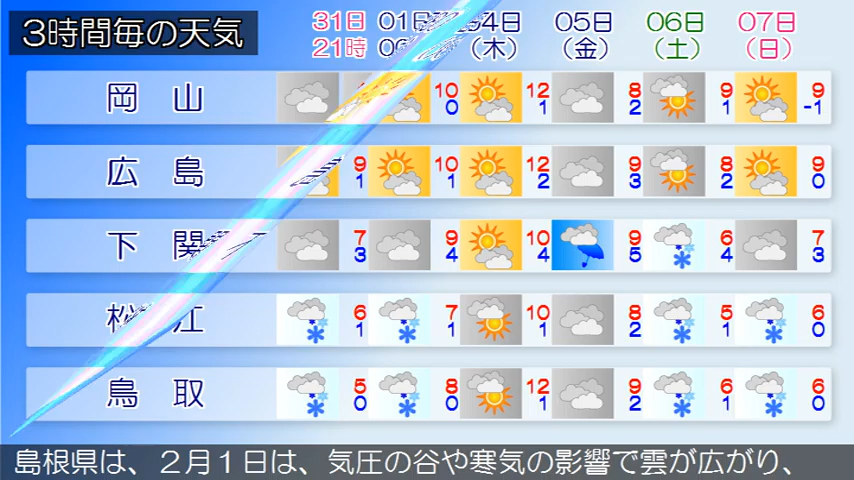 3時間毎の天気
31日 01日 04日 05日 06日 07日
21時 (木) (金) (土) (日)
岡 山 10 12 8 9 9
0 1 2 1 -1
広 島 9 10 12 9 8 9
1 1 2 3 2 0
下 関 7 9 10 9 6 7
3 4 4 5 4 3
松 江 6 7 10 8 5 6
1 1 1 2 1 0
鳥 取 5 8 12 9 6 6
0 0 1 2 1 0
島根県は、2月1日は、気圧の谷や寒気の影響で雲が広がり、